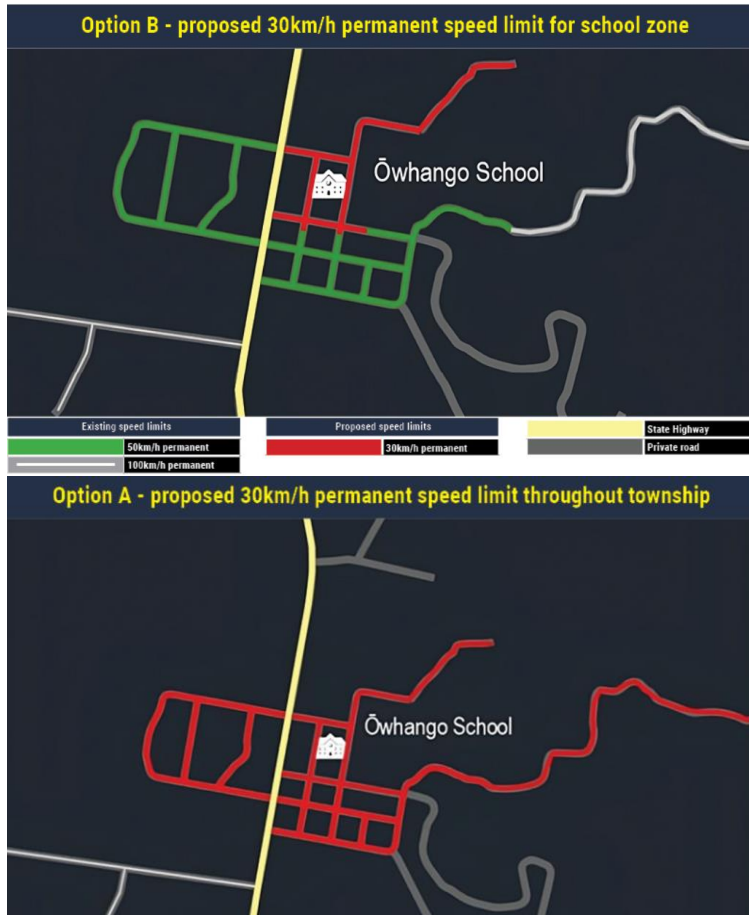 Option B - proposed 30km/h permanent speed limit for school zone
Ōwhango School
Existing speed limits
50km/h permanent
100km/h permanent
Proposed speed limits
30km/h permanent
State Highway
Private road
Option A - proposed 30km/h permanent speed limit throughout township
Ōwhango School